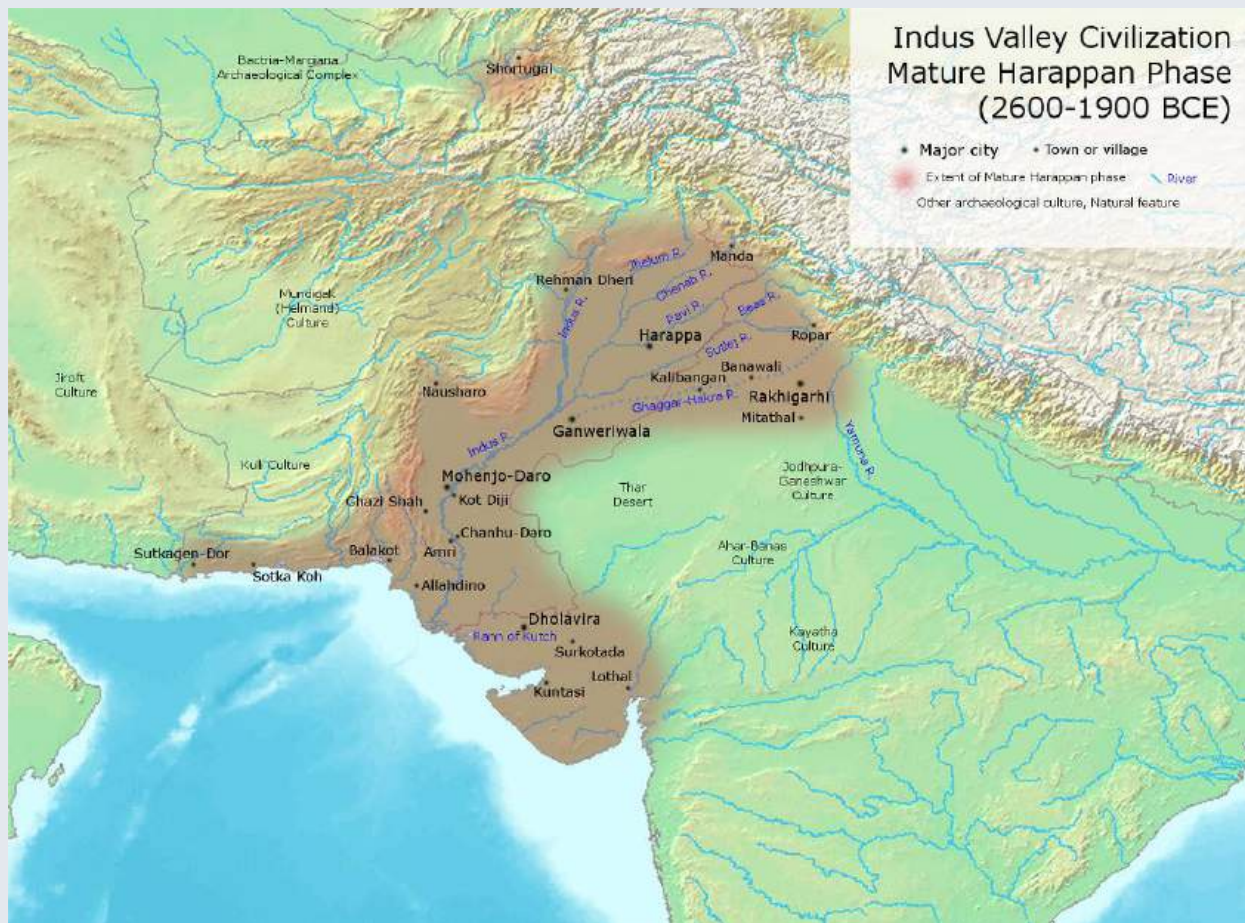 Indus Valley Civilization
Mature Harappan Phase
(2600-1900 BCE)
Major city
Town or village
Extent of Mature Harappan phase
River
Other archaeological culture, Natural feature
Bactria-Margiana
Archaeological Complex
Shortugai
Manda
Jhelum R.
Rehman Dheri
Chenab R.
Mundigak
(Helmand)
Culture
Indus R.
Ravi R.
Beas R.
Harappa
Sutlej R.
Ropar
Jiroft
Culture
Nausharo
Kalibangan
Banawali
Rakhigarhi
Ghaggar-Hakra R.
Mitathal
Ganweriwala
Indus R.
Yamuna R.
Kulli Culture
Mohenjo-Daro
Kot Diji
Thar
Desert
Jodhpura-
Ganeshwar
Culture
Ghazi Shah
Chanhu-Daro
Amri
Sutkagen-Dor
Balakot
Ahar-Banas
Culture
Sotka Koh
Allahdino
Dholavira
Rann of Kutch
Surkotada
Kayatha
Culture
Lothal
Kuntasi